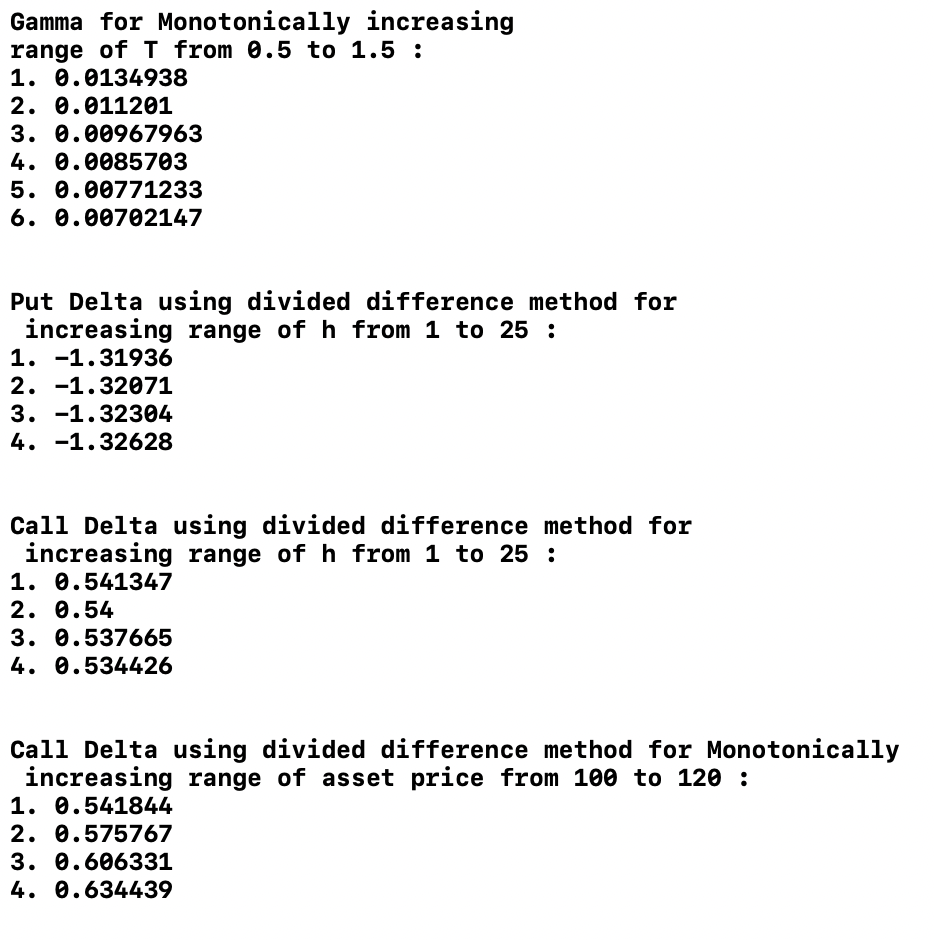 Gamma for Monotonically increasing
range of T from 0.5 to 1.5 :
1. 0.0134938
2. 0.011201
3. 0.00967963
4. 0.0085703
5. 0.00771233
6. 0.00702147
Put Delta using divided difference method for
 increasing range of h from 1 to 25 :
1. -1.31936
2. -1.32071
3. -1.32304
4. -1.32628
Call Delta using divided difference method for
 increasing range of h from 1 to 25 :
1. 0.541347
2. 0.54
3. 0.537665
4. 0.534426
Call Delta using divided difference method for Monotonically
 increasing range of asset price from 100 to 120 :
1. 0.541844
2. 0.575767
3. 0.606331
4. 0.634439